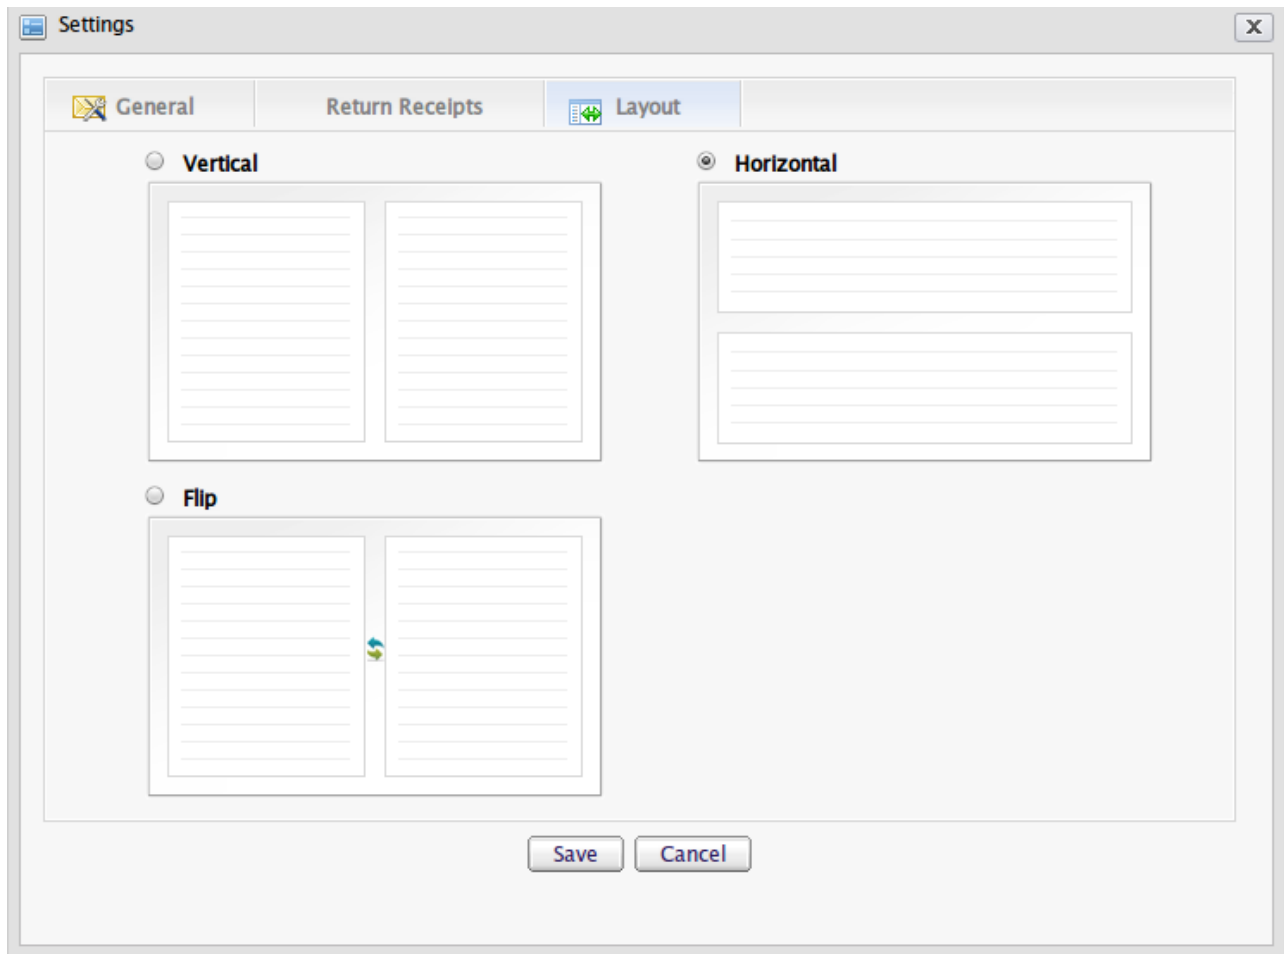 Settings
X
General Return Receipts Layout
Vertical Horizontal
Flip
Save Cancel